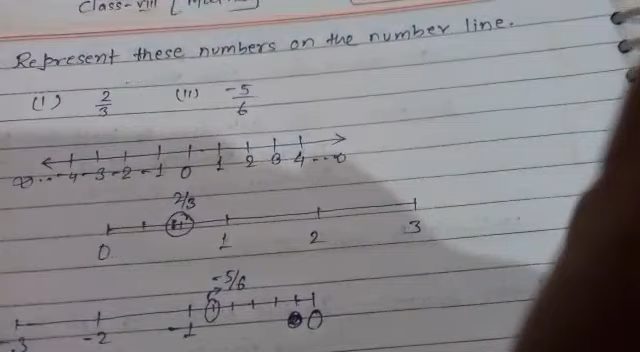 Class-VIII [
Represent these numbers on the number line.
(i) 2/3 (ii) -5/6
∞...-4 -3 -2 -1 0 1 2 3 4...∞
2/3
0 1 2 3
-5/6
-3 -2 -1 0